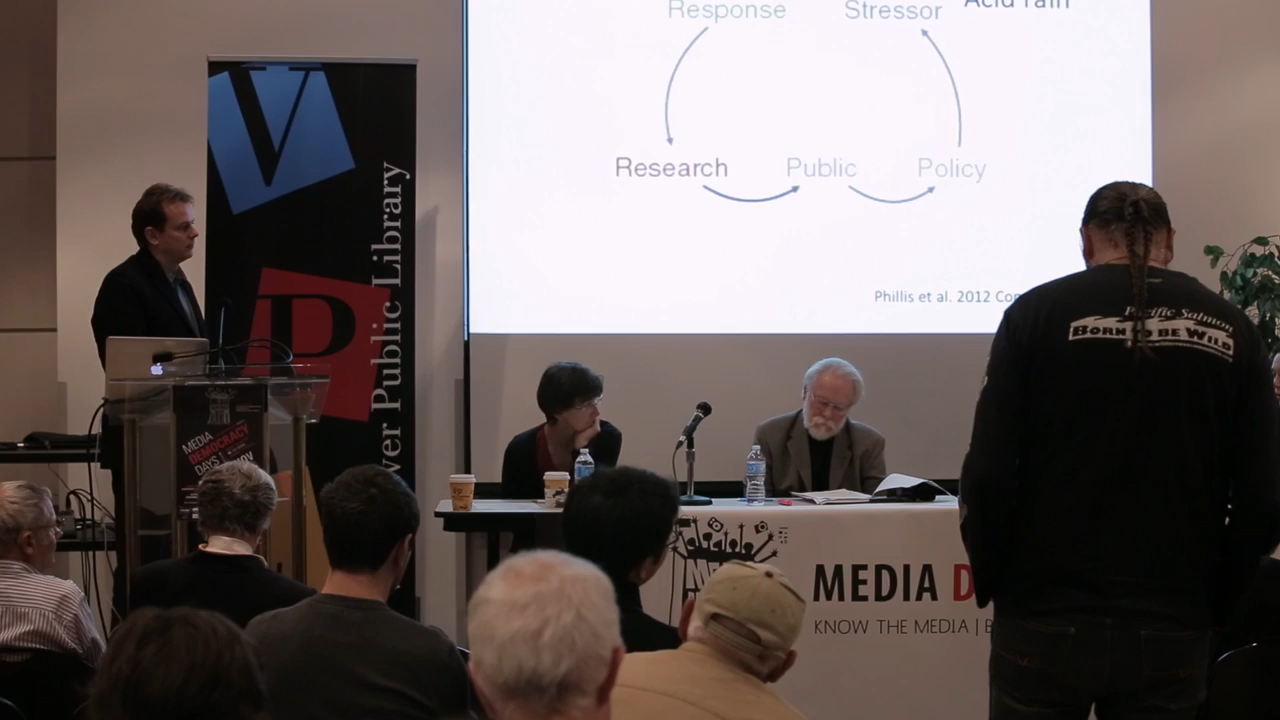 Response Stressor Acid rain
Research Public Policy
Phillis et al. 2012
V
P
ver Public Library
MEDIA
DEMOCRACY
DAYS
Pacific Salmon
BORN TO BE WILD
MEDIA D
KNOW THE MEDIA | B